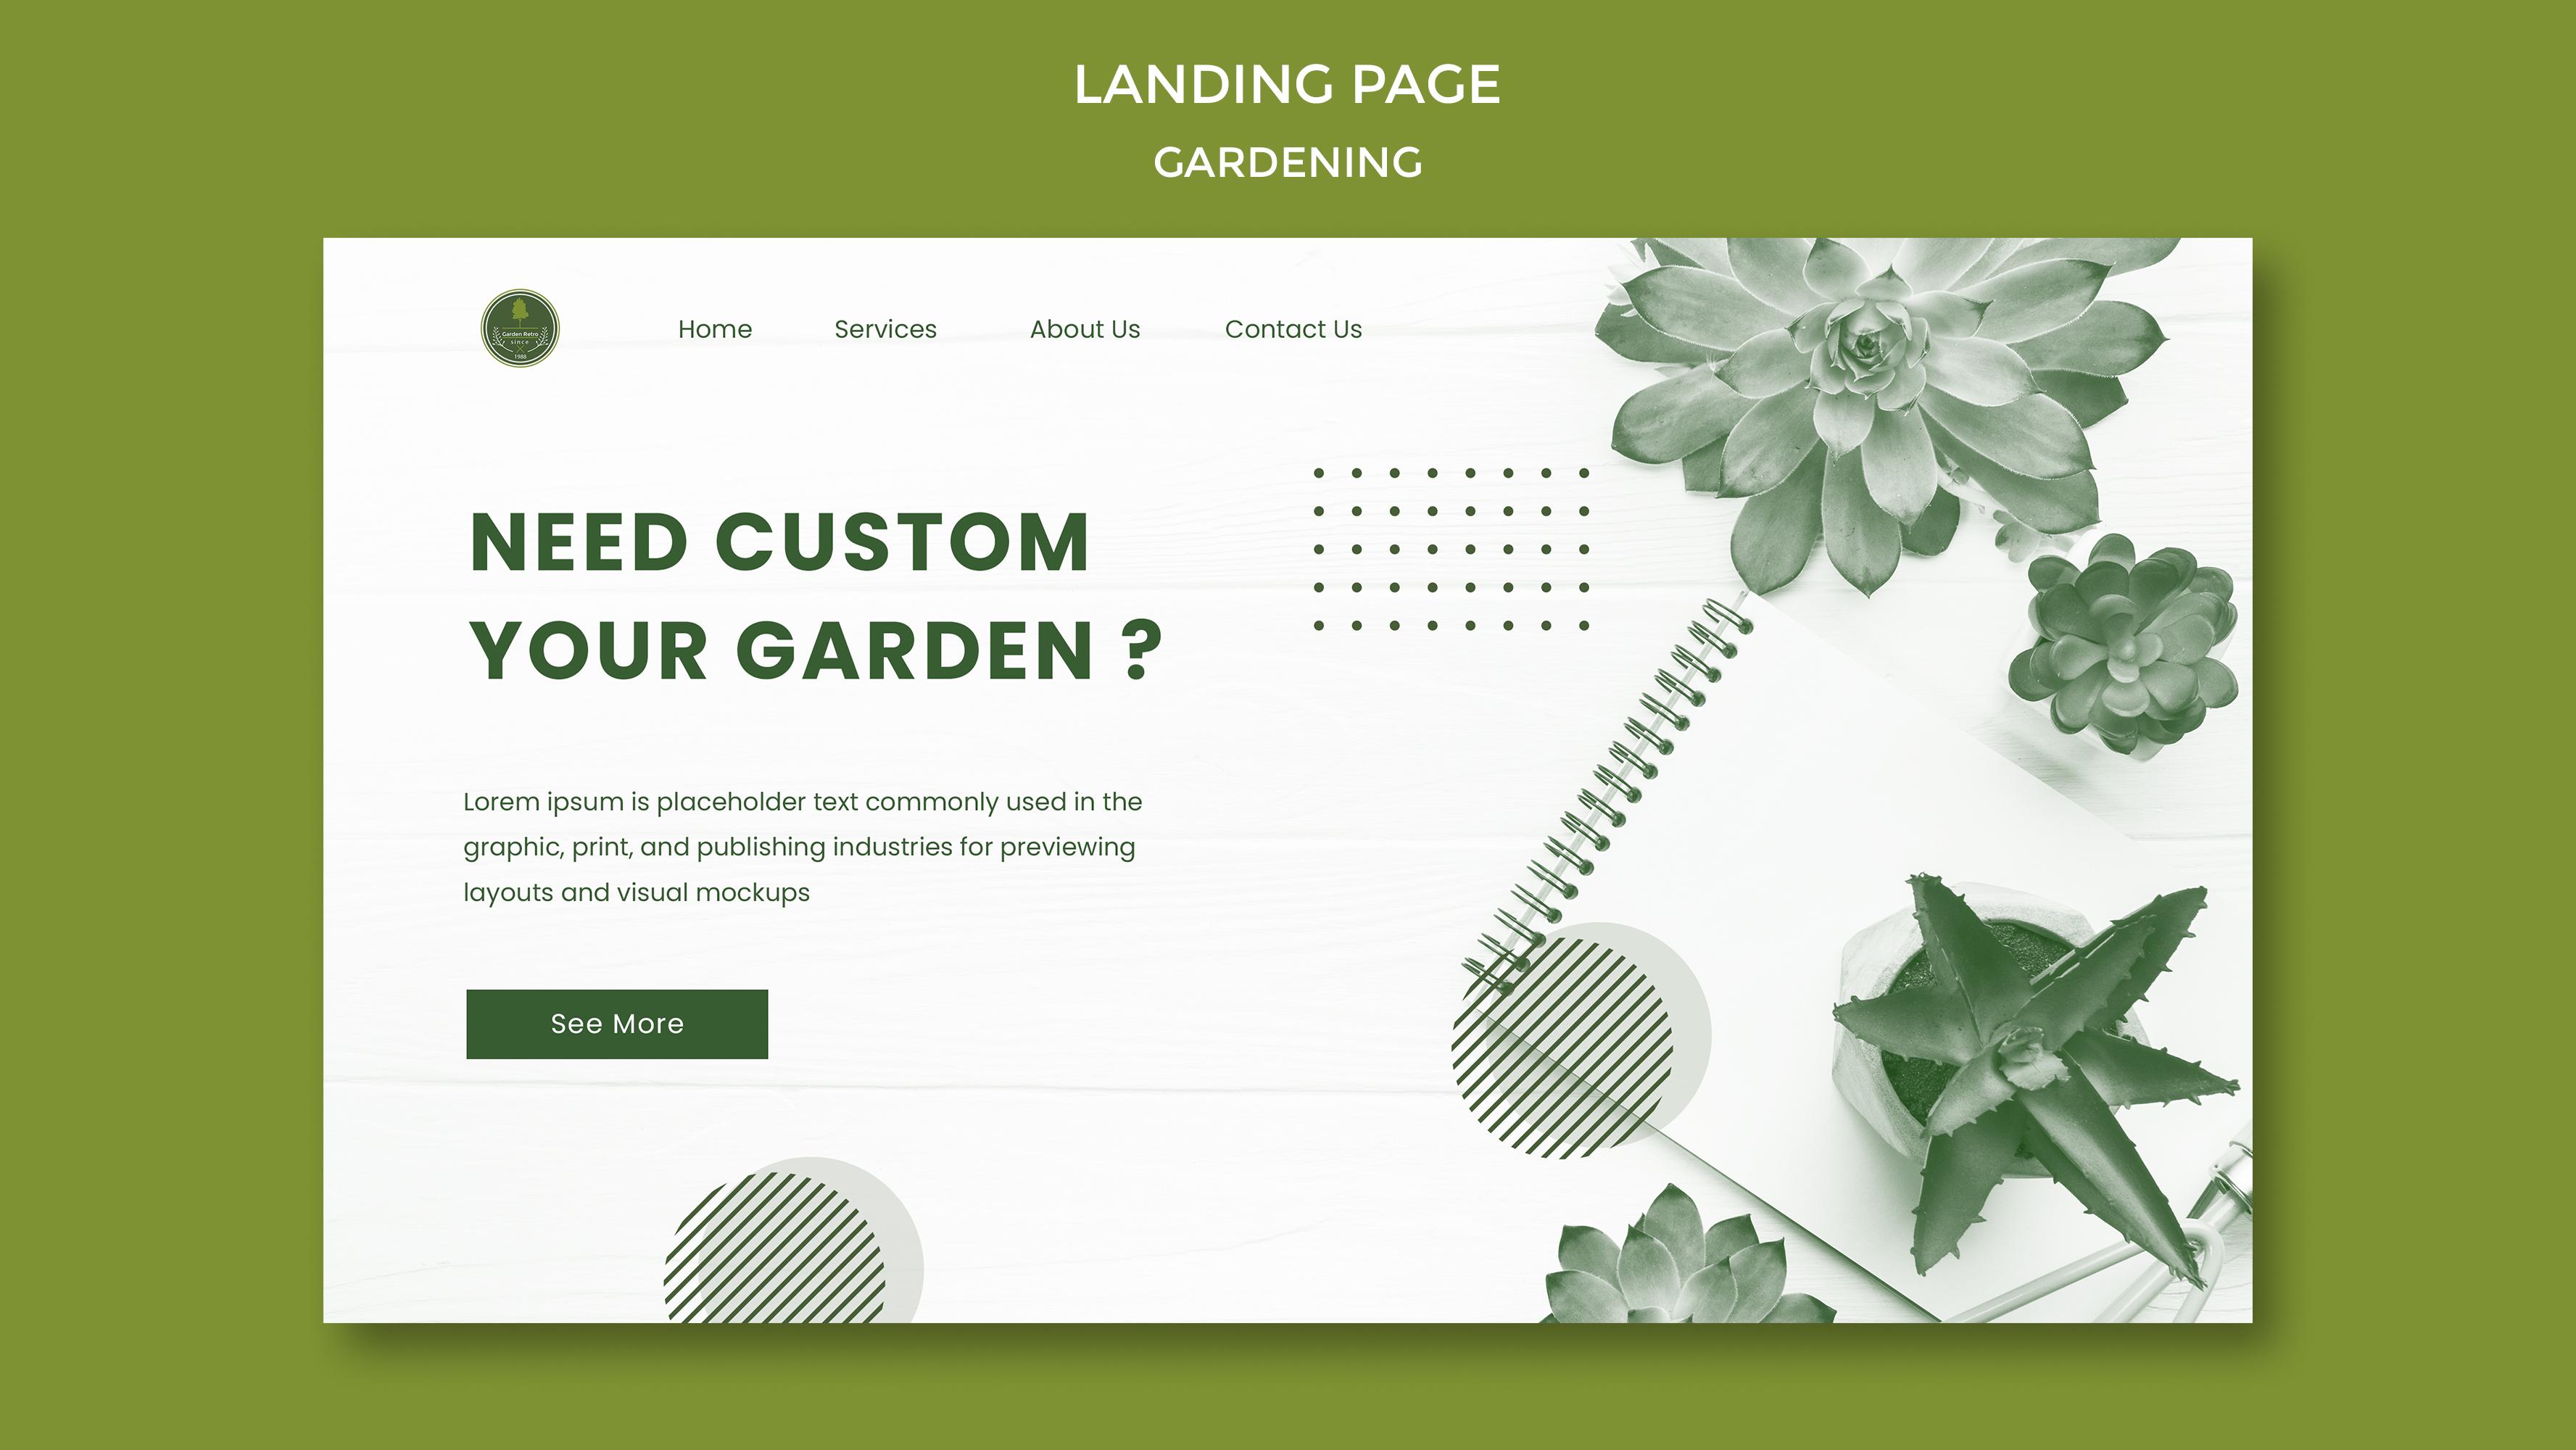 LANDING PAGE
GARDENING
Garden Retro
since
1988
Home Services About Us Contact Us
NEED CUSTOM
YOUR GARDEN ?
Lorem ipsum is placeholder text commonly used in the
graphic, print, and publishing industries for previewing
layouts and visual mockups
See More